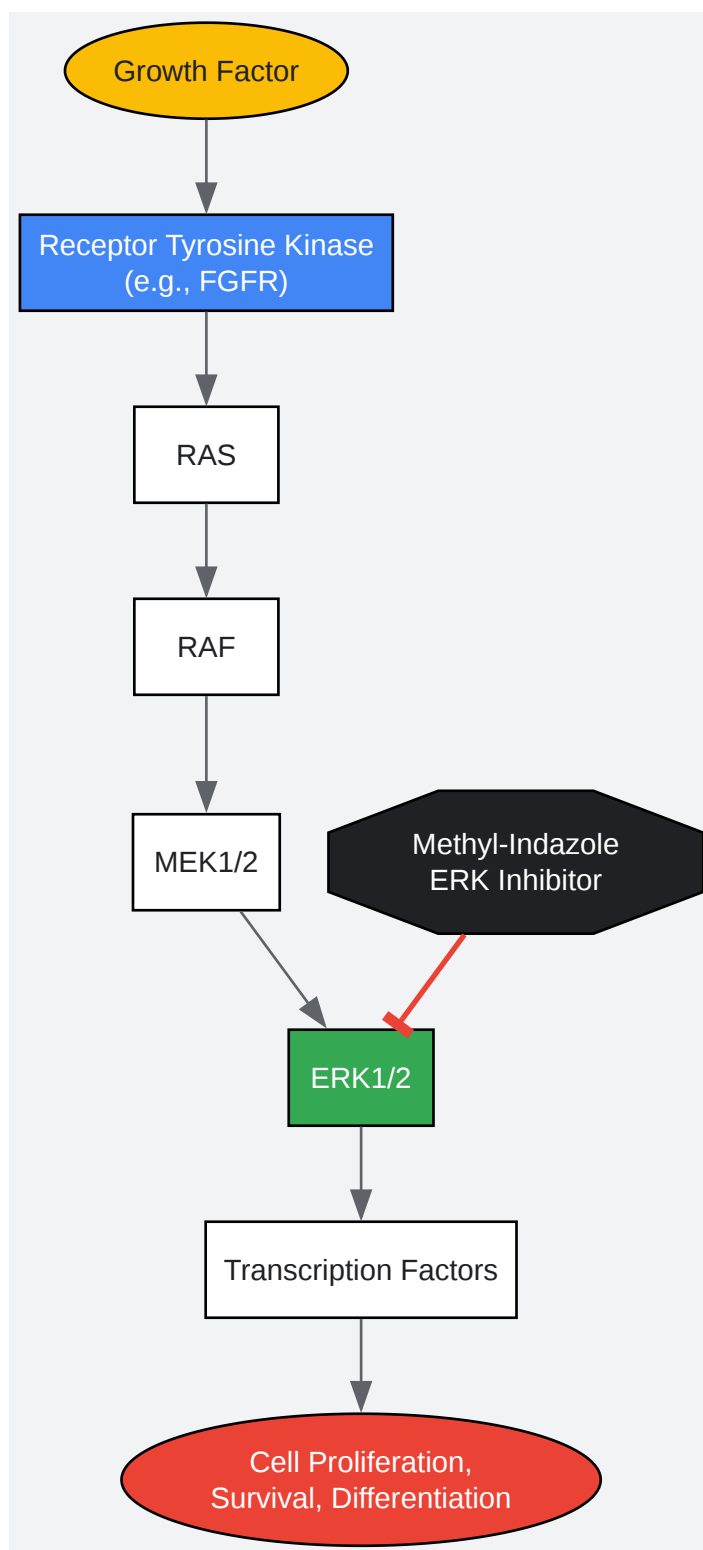 Growth Factor
Receptor Tyrosine Kinase
(e.g., FGFR)
RAS
RAF
MEK1/2
Methyl-Indazole
ERK Inhibitor
ERK1/2
Transcription Factors
Cell Proliferation,
Survival, Differentiation